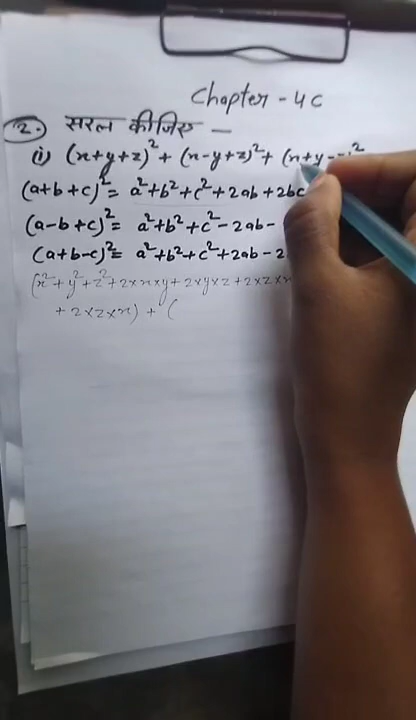 Chapter - 4C
2. सरल कीजिए —
(i) (x+y+z)² + (x-y+z)² + (x+y-
(a+b+c)² = a²+b²+c²+2ab+2bc
(a-b+c)² = a²+b²+c²-2ab-
(a+b-c)² = a²+b²+c²+2ab-2
(x²+y²+z²+2×x×y+2×y×z+2×z×x
+2×z×x) + (